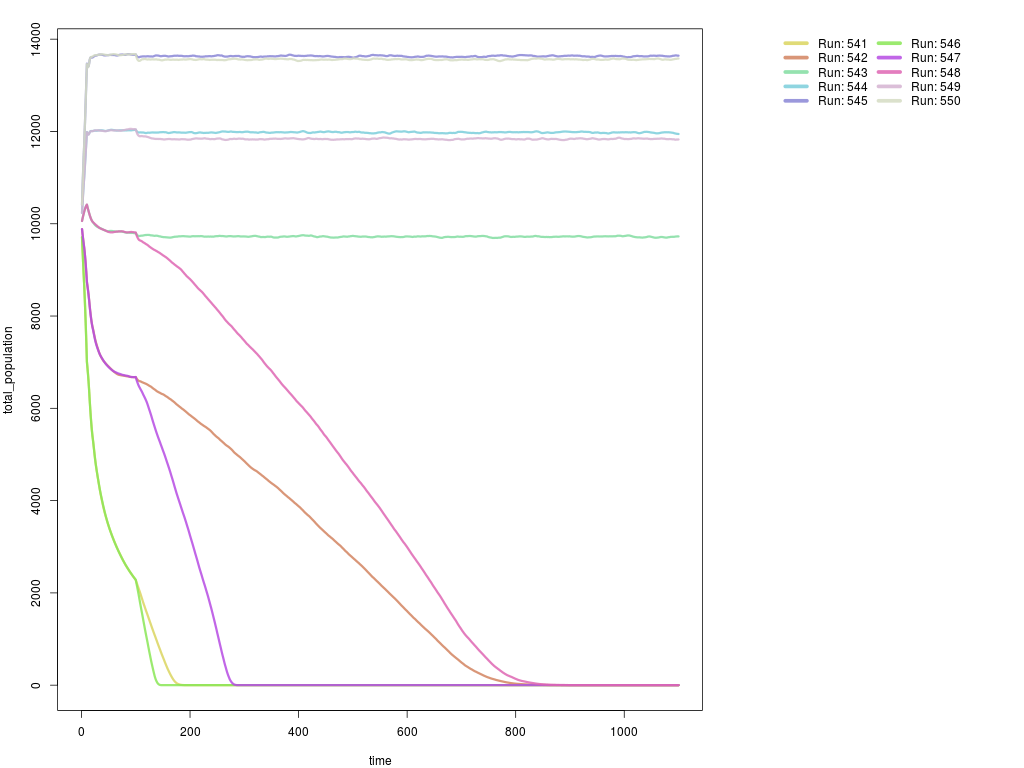 14000
12000
10000
8000
6000
4000
2000
0
total_population
0 200 400 600 800 1000
time
Run: 541 Run: 546
Run: 542 Run: 547
Run: 543 Run: 548
Run: 544 Run: 549
Run: 545 Run: 550